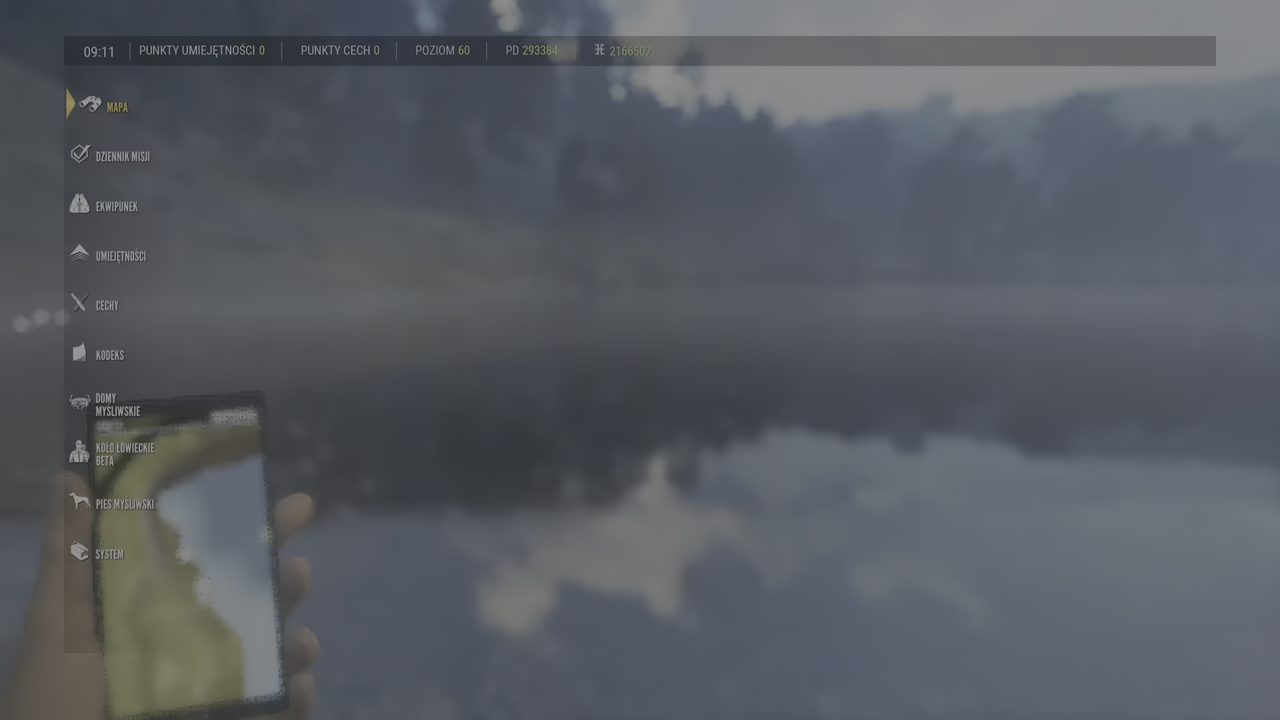 09:11 PUNKTY UMIEJĘTNOŚCI 0 PUNKTY CECH 0 POZIOM 60 PD 293384 2166507
MAPA
DZIENNIK MISJI
EKWIPUNEK
UMIEJĘTNOŚCI
CECHY
KODEKS
DOMY
MYŚLIWSKIE
KOŁO ŁOWIECKIE
BETA
PIES MYŚLIWSKI
SYSTEM